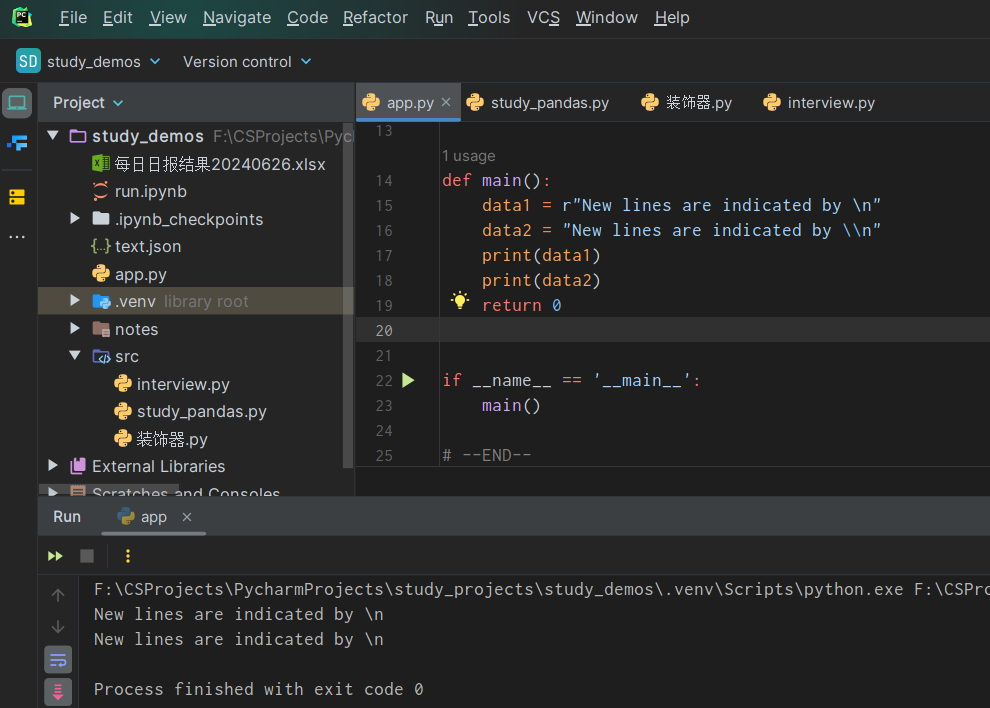 PC File Edit View Navigate Code Refactor Run Tools VCS Window Help
SD study_demos Version control
Project
app.py study_pandas.py 装饰器.py interview.py
study_demos F:\CSProjects\Pyc
每日日报结果20240626.xlsx
run.ipynb
.ipynb_checkpoints
text.json
app.py
.venv library root
notes
src
interview.py
study_pandas.py
装饰器.py
External Libraries
Scratches and Consoles
13
1 usage
14 def main():
15 data1 = r"New lines are indicated by \n"
16 data2 = "New lines are indicated by \\n"
17 print(data1)
18 print(data2)
19 return 0
20
21
22 if __name__ == '__main__':
23 main()
24
25 # --END--
Run app
F:\CSProjects\PycharmProjects\study_projects\study_demos\.venv\Scripts\python.exe F:\CSPro
New lines are indicated by \n
New lines are indicated by \n
Process finished with exit code 0